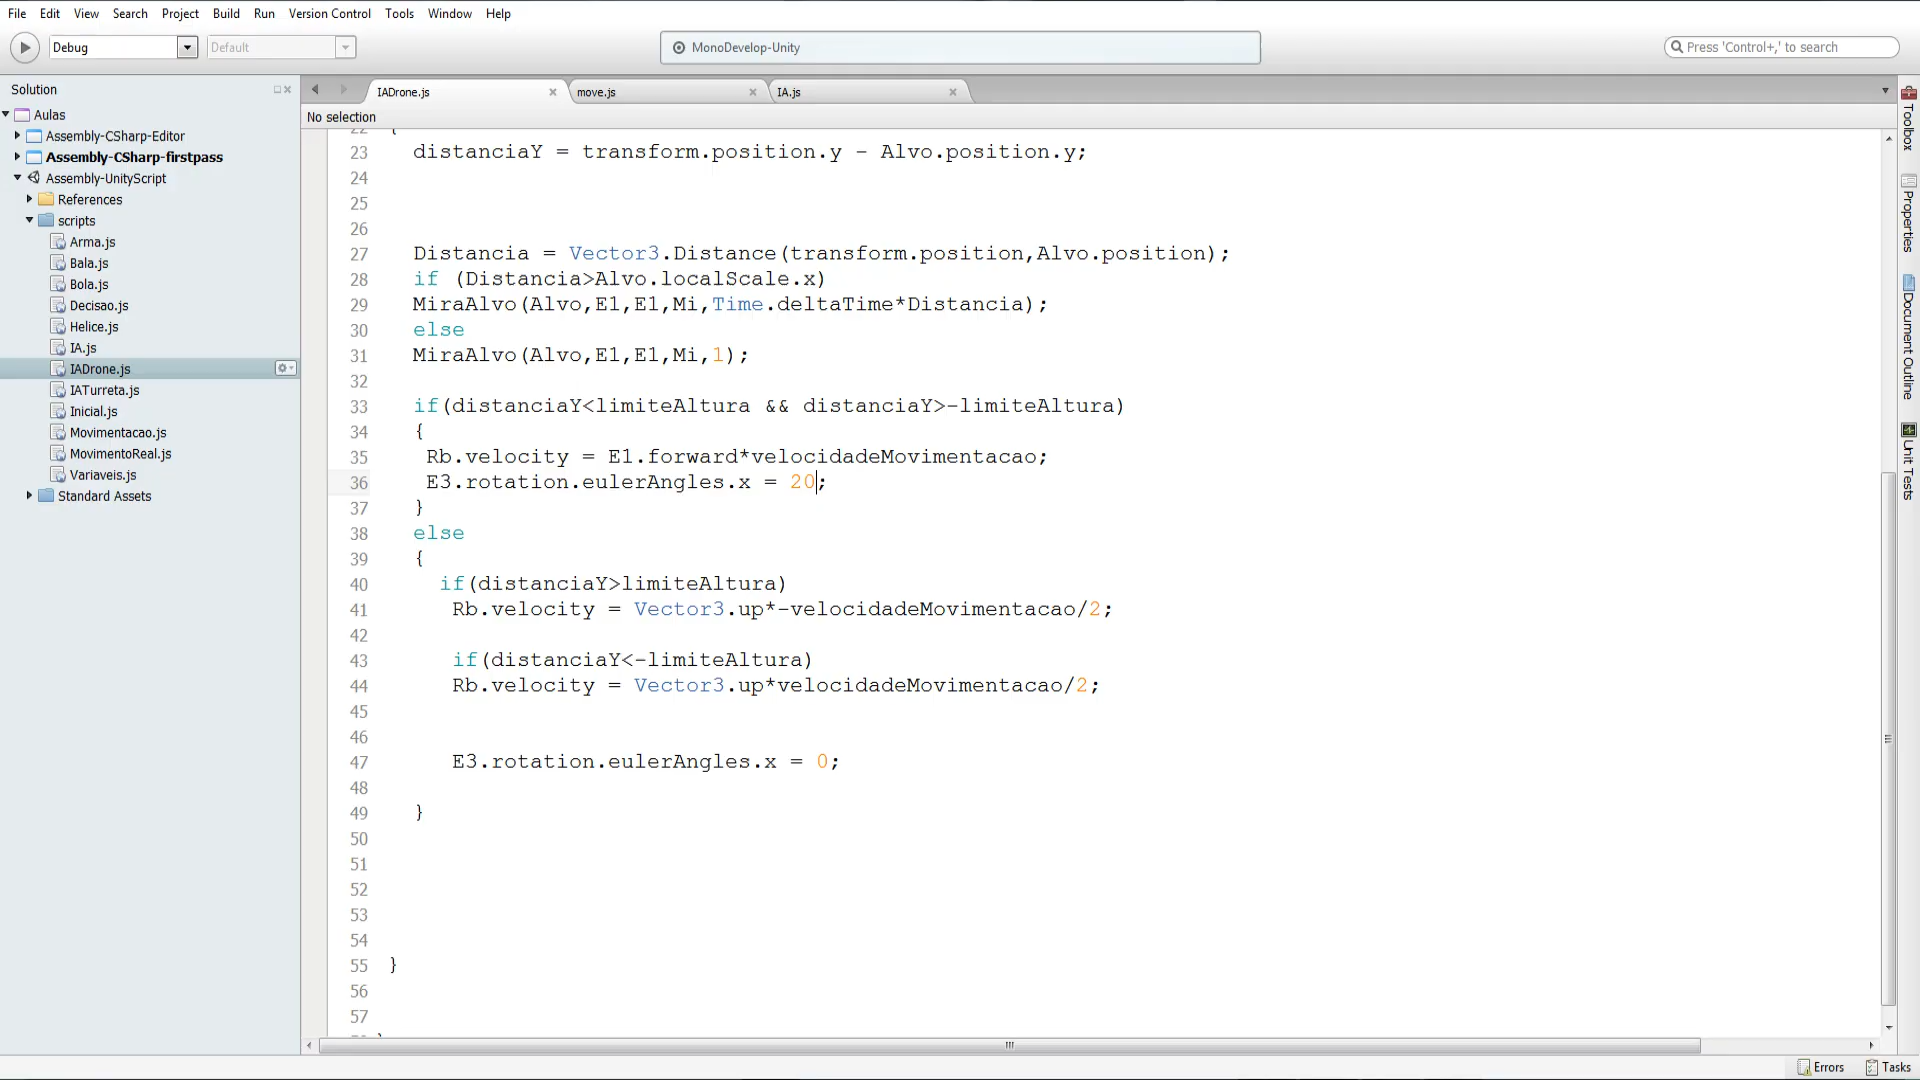 File Edit View Search Project Build Run Version Control Tools Window Help
Debug Default MonoDevelop-Unity Press 'Control+,' to search
Solution
Aulas
Assembly-CSharp-Editor
Assembly-CSharp-firstpass
Assembly-UnityScript
References
scripts
Arma.js
Bala.js
Bola.js
Decisao.js
Helice.js
IA.js
IADrone.js
IATurreta.js
Inicial.js
Movimentacao.js
MovimentoReal.js
Variaveis.js
Standard Assets
IADrone.js move.js IA.js
No selection
22 {
23 distanciaY = transform.position.y - Alvo.position.y;
24
25
26
27 Distancia = Vector3.Distance(transform.position,Alvo.position);
28 if (Distancia>Alvo.localScale.x)
29 MiraAlvo(Alvo,E1,E1,Mi,Time.deltaTime*Distancia);
30 else
31 MiraAlvo(Alvo,E1,E1,Mi,1);
32
33 if(distanciaY<limiteAltura && distanciaY>-limiteAltura)
34 {
35 Rb.velocity = E1.forward*velocidadeMovimentacao;
36 E3.rotation.eulerAngles.x = 20;
37 }
38 else
39 {
40 if(distanciaY>limiteAltura)
41 Rb.velocity = Vector3.up*-velocidadeMovimentacao/2;
42
43 if(distanciaY<-limiteAltura)
44 Rb.velocity = Vector3.up*velocidadeMovimentacao/2;
45
46
47 E3.rotation.eulerAngles.x = 0;
48
49 }
50
51
52
53
54
55 }
56
57
Toolbox
Properties
Document Outline
Unit Tests
Errors Tasks